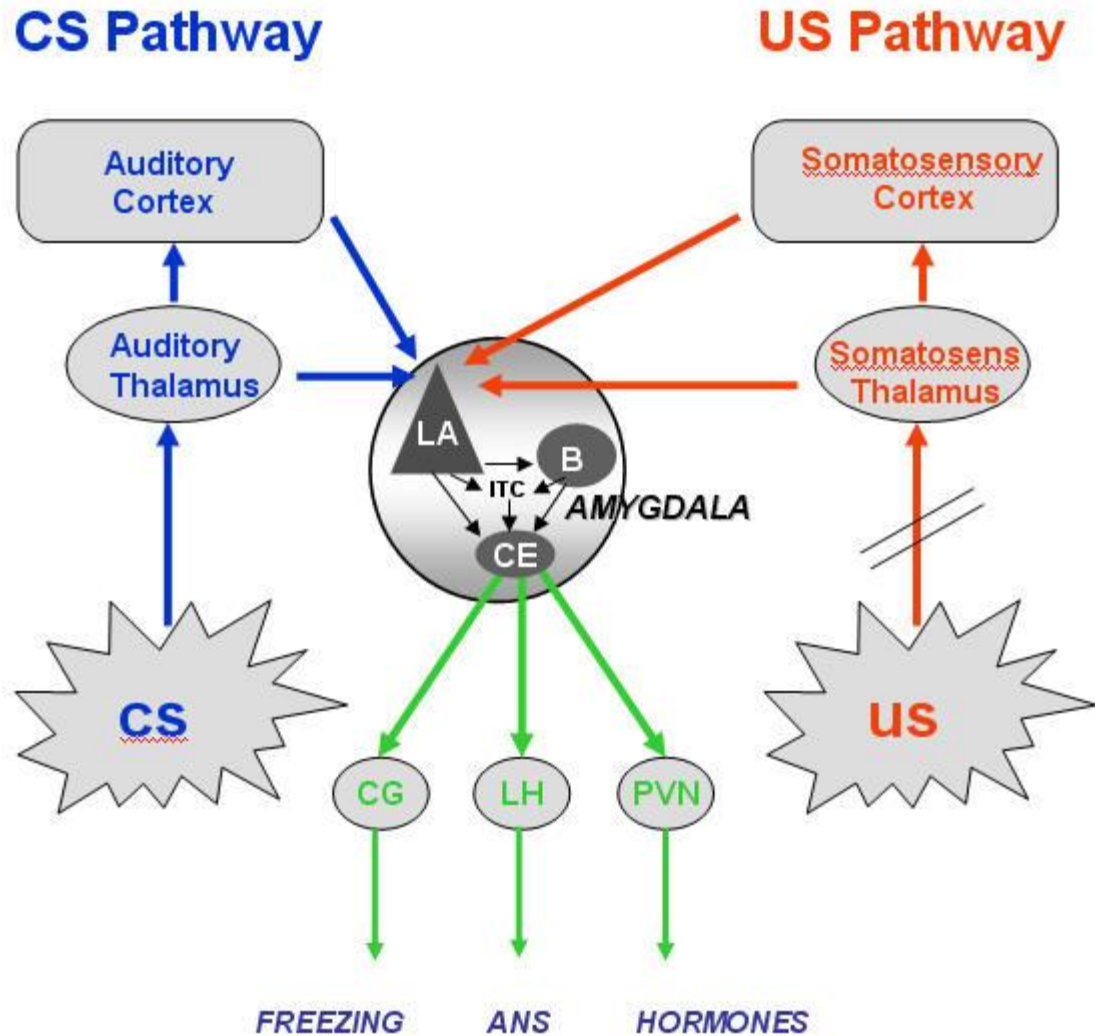 CS Pathway
US Pathway
Auditory
Cortex
Somatosensory
Cortex
Auditory
Thalamus
Somatosens
Thalamus
LA
B
ITC
AMYGDALA
CE
cs
us
CG
LH
PVN
FREEZING
ANS
HORMONES